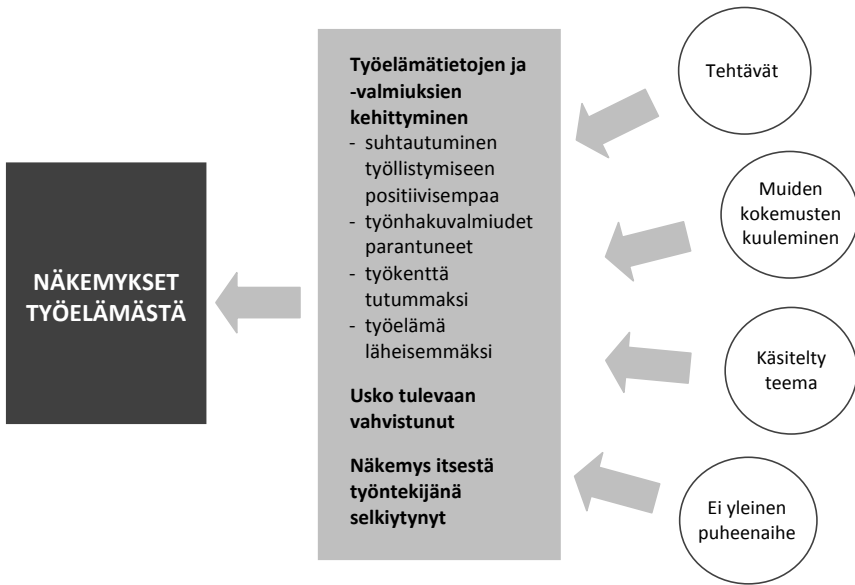 NÄKEMYKSET
TYÖELÄMÄSTÄ
Työelämätietojen ja
-valmiuksien
kehittyminen
- suhtautuminen
työllistymiseen
positiivisempaa
- työnhakuvalmiudet
parantuneet
- työkenttä
tutummaksi
- työelämä
läheisemmäksi
Usko tulevaan
vahvistunut
Näkemys itsestä
työntekijänä
selkiytynyt
Tehtävät
Muiden
kokemusten
kuuleminen
Käsitelty
teema
Ei yleinen
puheenaihe